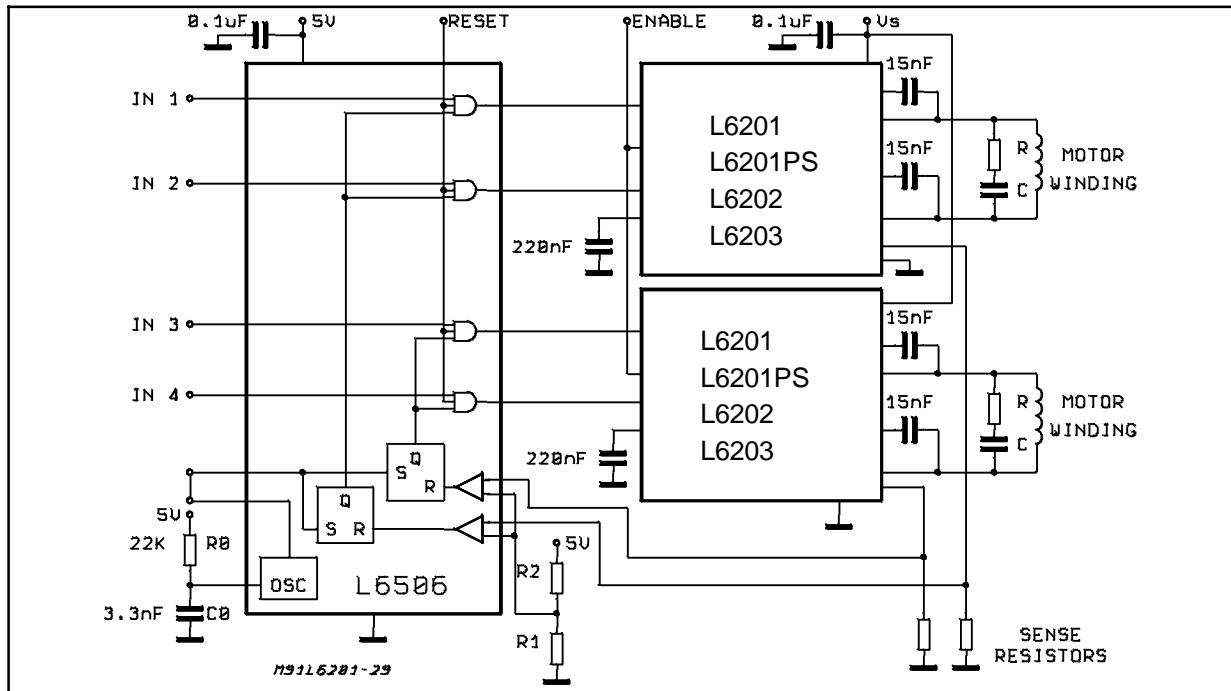 0.1uF
5V
RESET
ENABLE
0.1uF
Vs
15nF
IN 1
L6201
L6201PS
L6202
L6203
15nF
R
C
MOTOR
WINDING
IN 2
220nF
IN 3
15nF
L6201
L6201PS
L6202
L6203
IN 4
15nF
R
C
MOTOR
WINDING
220nF
Q
S
R
Q
S
R
5V
22K
R0
OSC
L6506
3.3nF
C0
5V
R2
R1
SENSE
RESISTORS
M91L6201-29